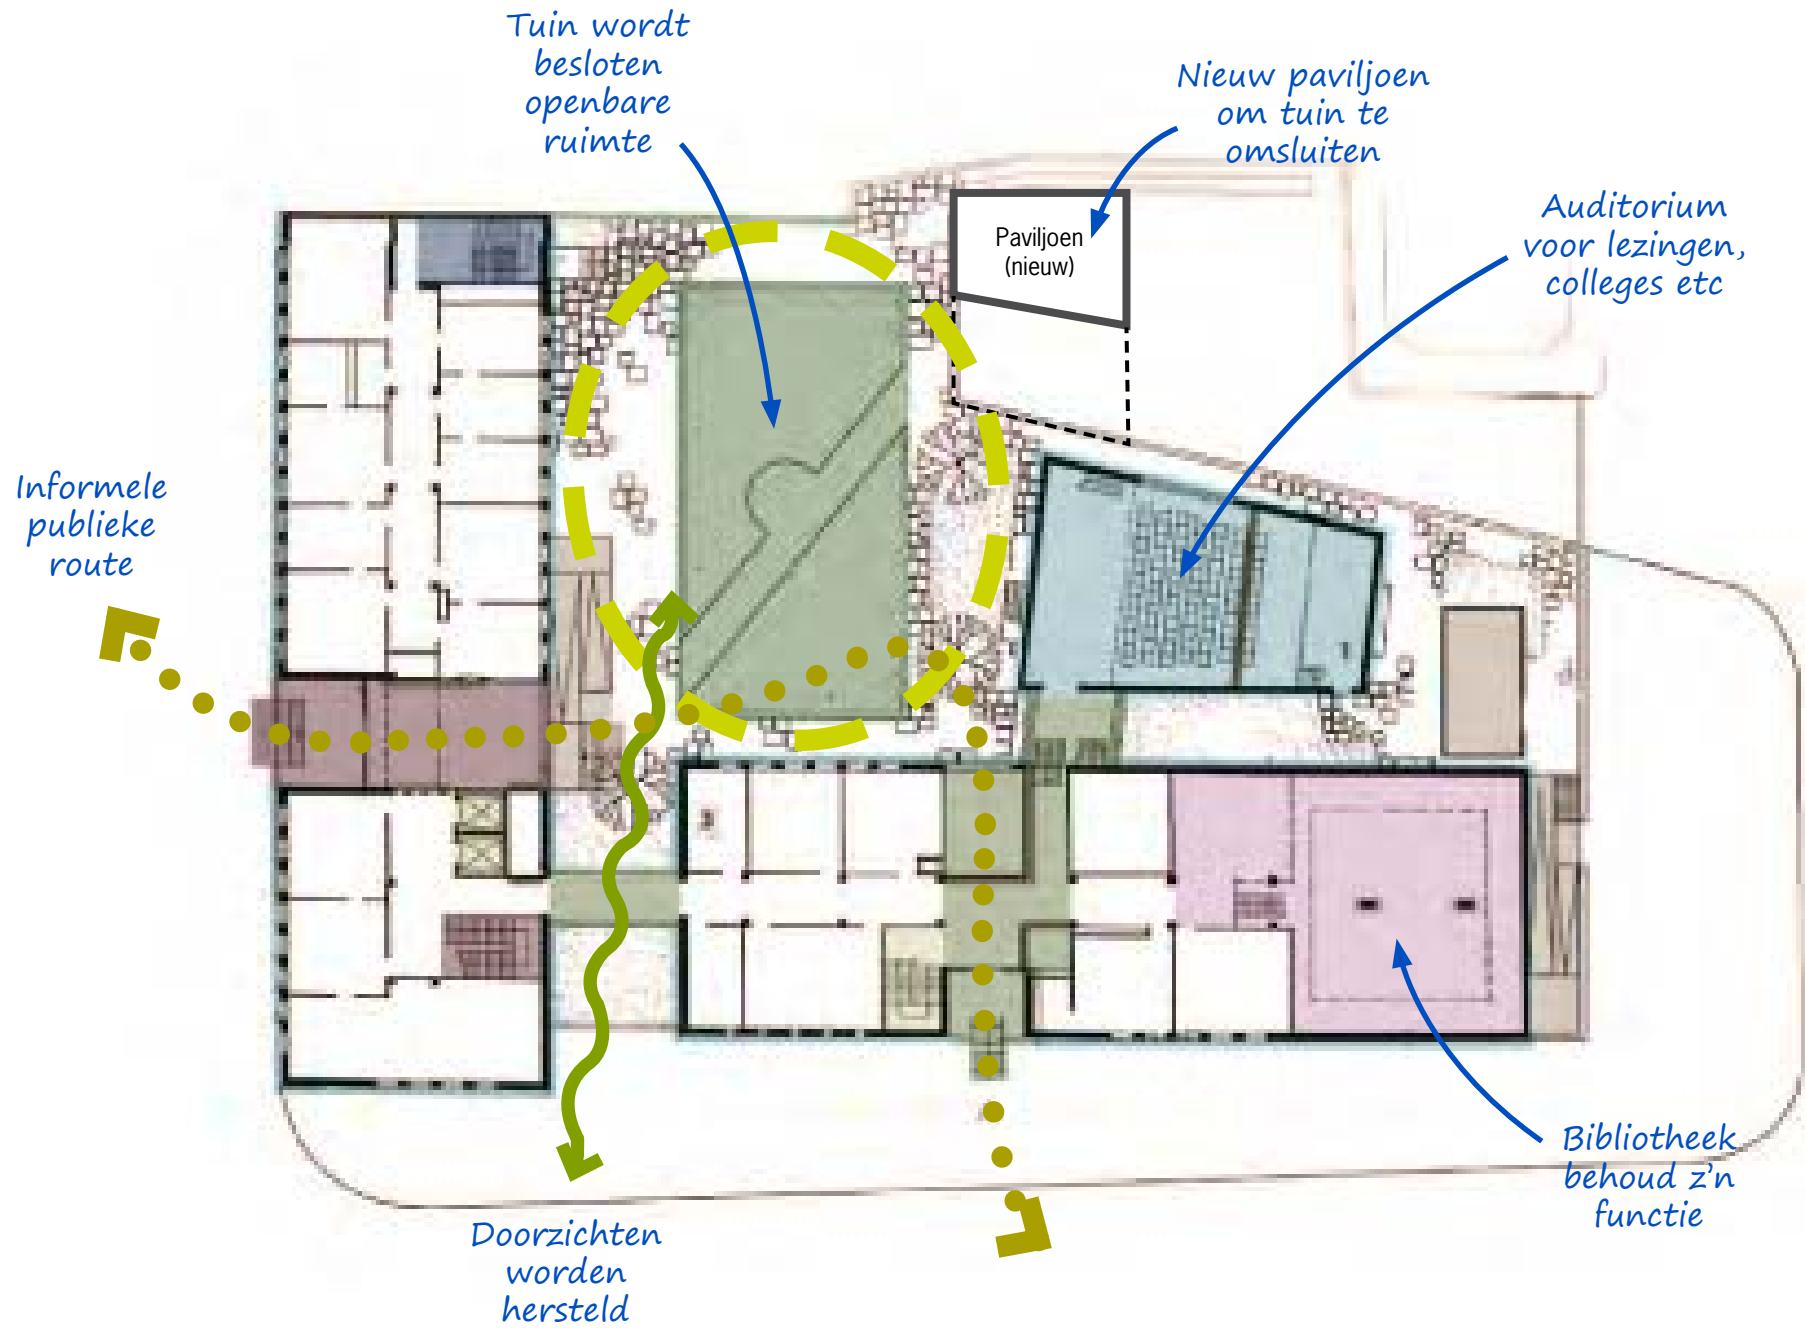 Tuin wordt
besloten
openbare
ruimte
Nieuw paviljoen
om tuin te
omsluiten
Auditorium
voor lezingen,
colleges etc
Paviljoen
(nieuw)
Informele
publieke
route
Bibliotheek
behoud z'n
functie
Doorzichten
worden
hersteld